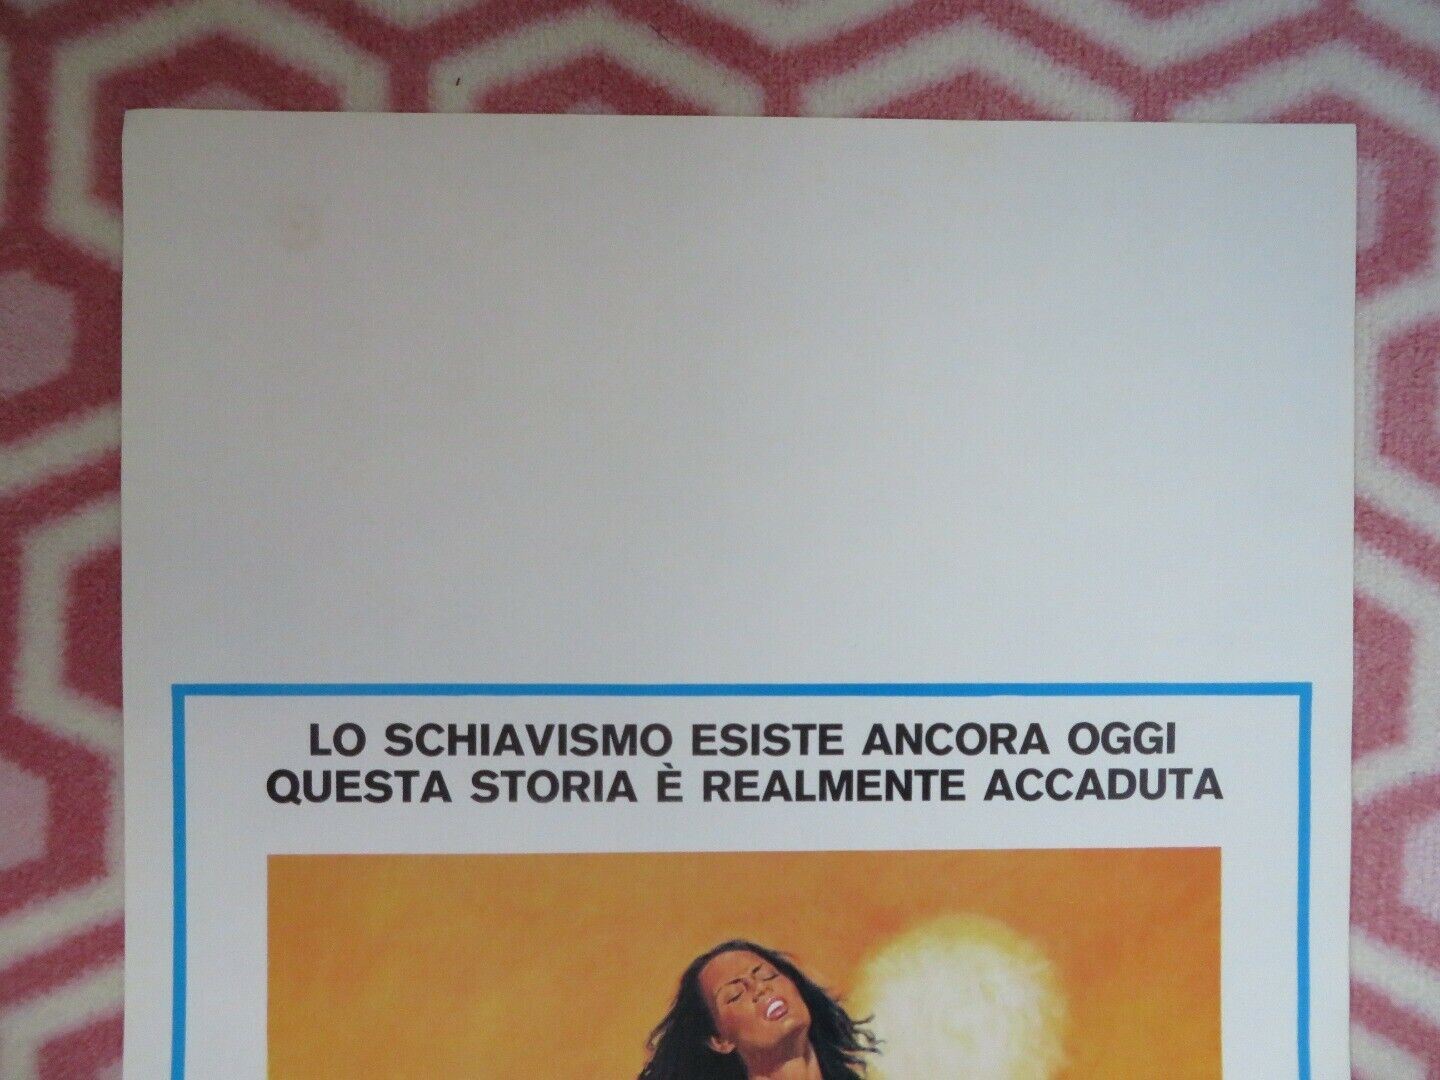 LO SCHIAVISMO ESISTE ANCORA OGGI
QUESTA STORIA È REALMENTE ACCADUTA